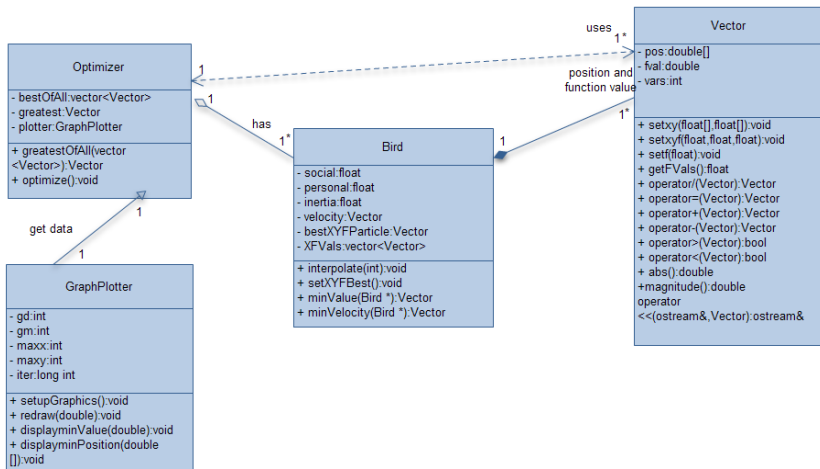 Optimizer
- bestOfAll:vector<Vector>
- greatest:Vector
- plotter:GraphPlotter
+ greatestOfAll(vector
<Vector>):Vector
+ optimize():void
uses
1*
1
position and
function value
1*
1
has
1*
1
get data
1
1
Vector
- pos:double[]
- fval:double
- vars:int
+ setxy(float[],float[]):void
+ setxyf(float,float,float):void
+ setf(float):void
+ getFVals():float
+ operator/(Vector):Vector
+ operator=(Vector):Vector
+ operator+(Vector):Vector
+ operator-(Vector):Vector
+ operator>(Vector):bool
+ operator<(Vector):bool
+ abs():double
+magnitude():double
operator
<<(ostream&,Vector):ostream&
Bird
- social:float
- personal:float
- inertia:float
- velocity:Vector
- bestXYFParticle:Vector
- XFVals:vector<Vector>
+ interpolate(int):void
+ setXYFBest():void
+ minValue(Bird *):Vector
+ minVelocity(Bird *):Vector
GraphPlotter
- gd:int
- gm:int
- maxx:int
- maxy:int
- iter:long int
+ setupGraphics():void
+ redraw(double):void
+ displayminValue(double):void
+ displayminPosition(double
[]):void